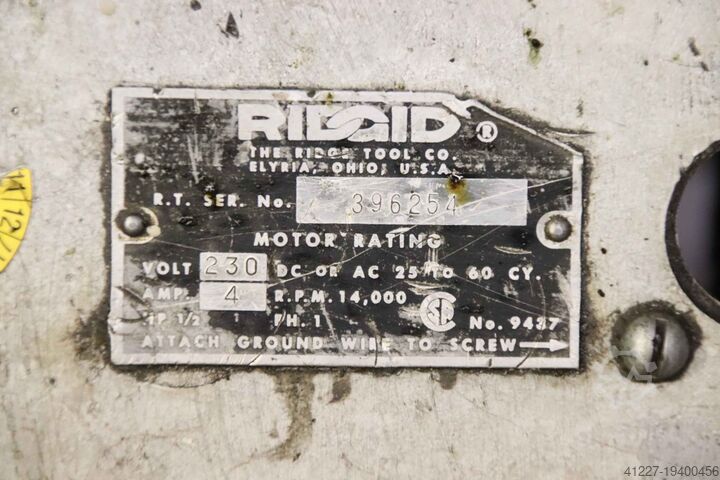 RIDGID ®
THE RIDGE TOOL CO.
ELYRIA, OHIO, U.S.A.
R.T. SER. No. 396254
MOTOR RATING
VOLT 230 DC OR AC 25 TO 60 CY.
AMP. 4 R.P.M. 14,000
HP 1/2 PH. 1 No. 9437
ATTACH GROUND WIRE TO SCREW
41227-19400456